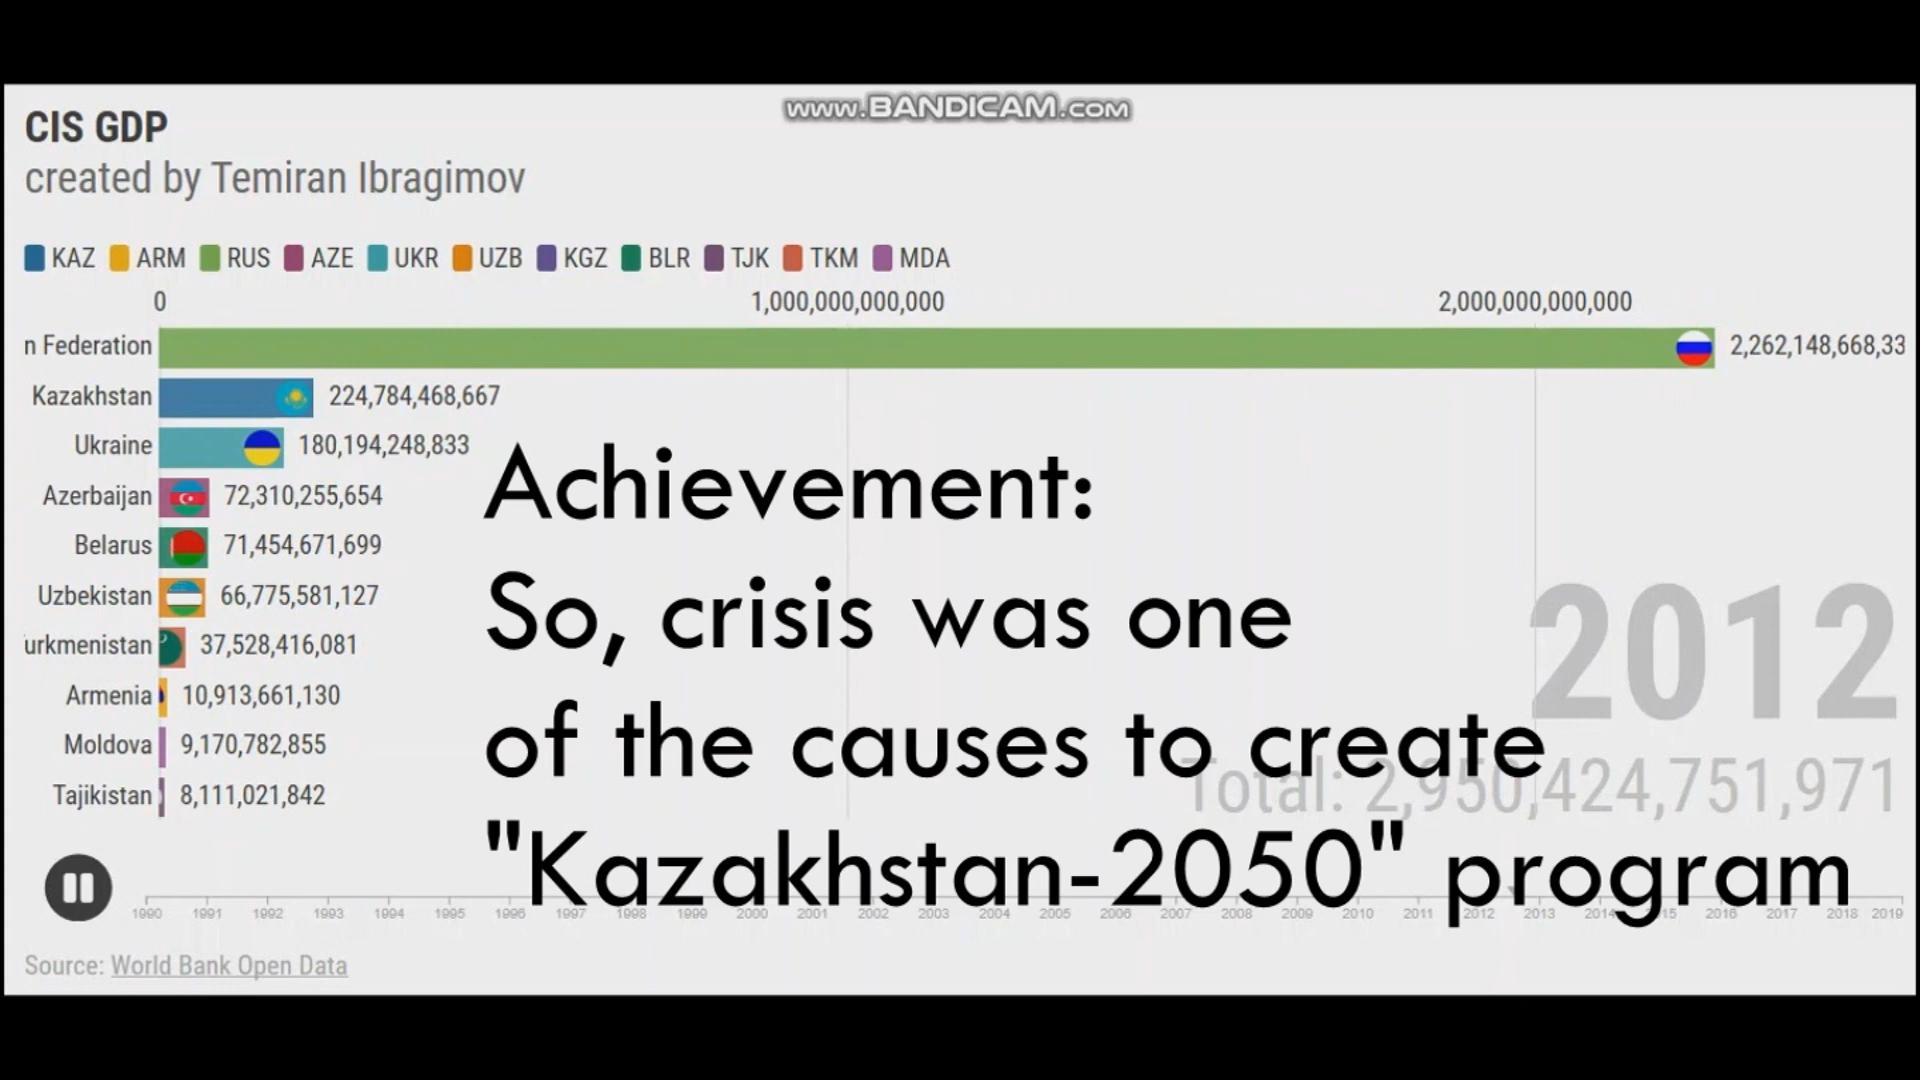 www.BANDICAM.com
CIS GDP
created by Temiran Ibragimov
KAZ ARM RUS AZE UKR UZB KGZ BLR TJK TKM MDA
0 1,000,000,000,000 2,000,000,000,000
n Federation 2,262,148,668,33
Kazakhstan 224,784,468,667
Ukraine 180,194,248,833
Azerbaijan 72,310,255,654
Belarus 71,454,671,699
Uzbekistan 66,775,581,127
urkmenistan 37,528,416,081
Armenia 10,913,661,130
Moldova 9,170,782,855
Tajikistan 8,111,021,842
Achievement:
So, crisis was one
of the causes to create
"Kazakhstan-2050" program
2012
Total: 2,950,424,751,971
1990 1991 1992 1993 1994 1995 1996 1997 1998 1999 2000 2001 2002 2003 2004 2005 2006 2007 2008 2009 2010 2011 2012 2013 2014 2015 2016 2017 2018 2019
Source: World Bank Open Data